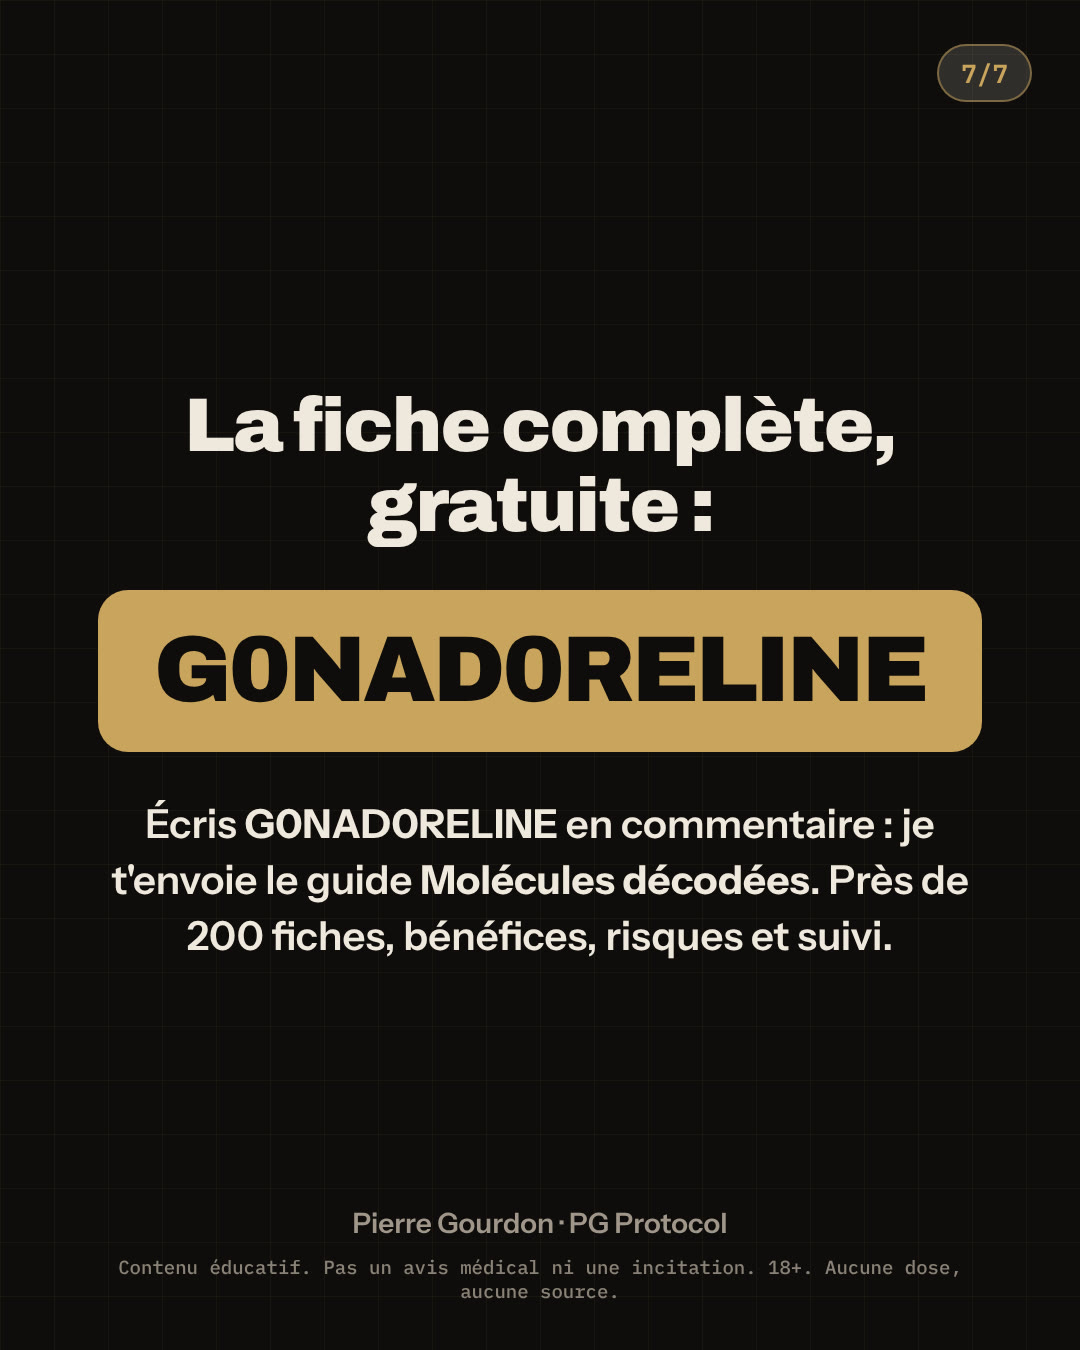 7/7
La fiche complète,
gratuite :
G0NAD0RELINE
Écris G0NAD0RELINE en commentaire : je
t'envoie le guide Molécules décodées. Près de
200 fiches, bénéfices, risques et suivi.
Pierre Gourdon · PG Protocol
Contenu éducatif. Pas un avis médical ni une incitation. 18+. Aucune dose,
aucune source.